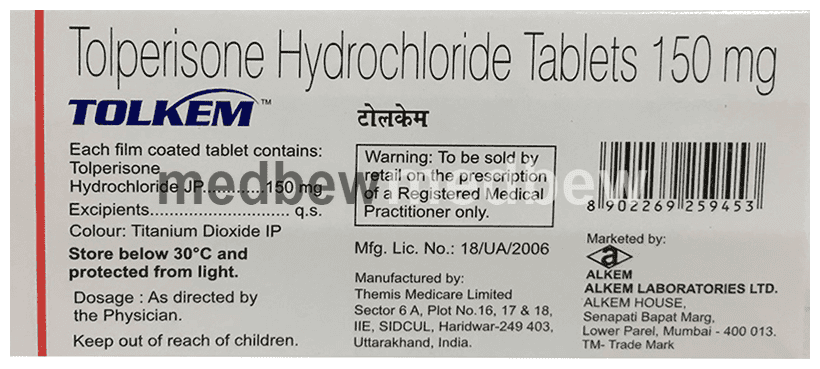 Tolperisone Hydrochloride Tablets 150 mg
TOLKEM™
टोलकेम
Each film coated tablet contains:
Tolperisone
Hydrochloride JP.............150 mg
Excipients.............................. q.s.
Colour: Titanium Dioxide IP
Store below 30°C and
protected from light.
Dosage : As directed by
the Physician.
Keep out of reach of children.
Warning: To be sold by
retail on the prescription
of a Registered Medical
Practitioner only.
Mfg. Lic. No.: 18/UA/2006
Manufactured by:
Themis Medicare Limited
Sector 6 A, Plot No.16, 17 & 18,
IIE, SIDCUL, Haridwar-249 403,
Uttarakhand, India.
8 902269 259453
Marketed by:
a
ALKEM
ALKEM LABORATORIES LTD.
ALKEM HOUSE,
Senapati Bapat Marg,
Lower Parel, Mumbai - 400 013.
TM- Trade Mark
medbew medbew